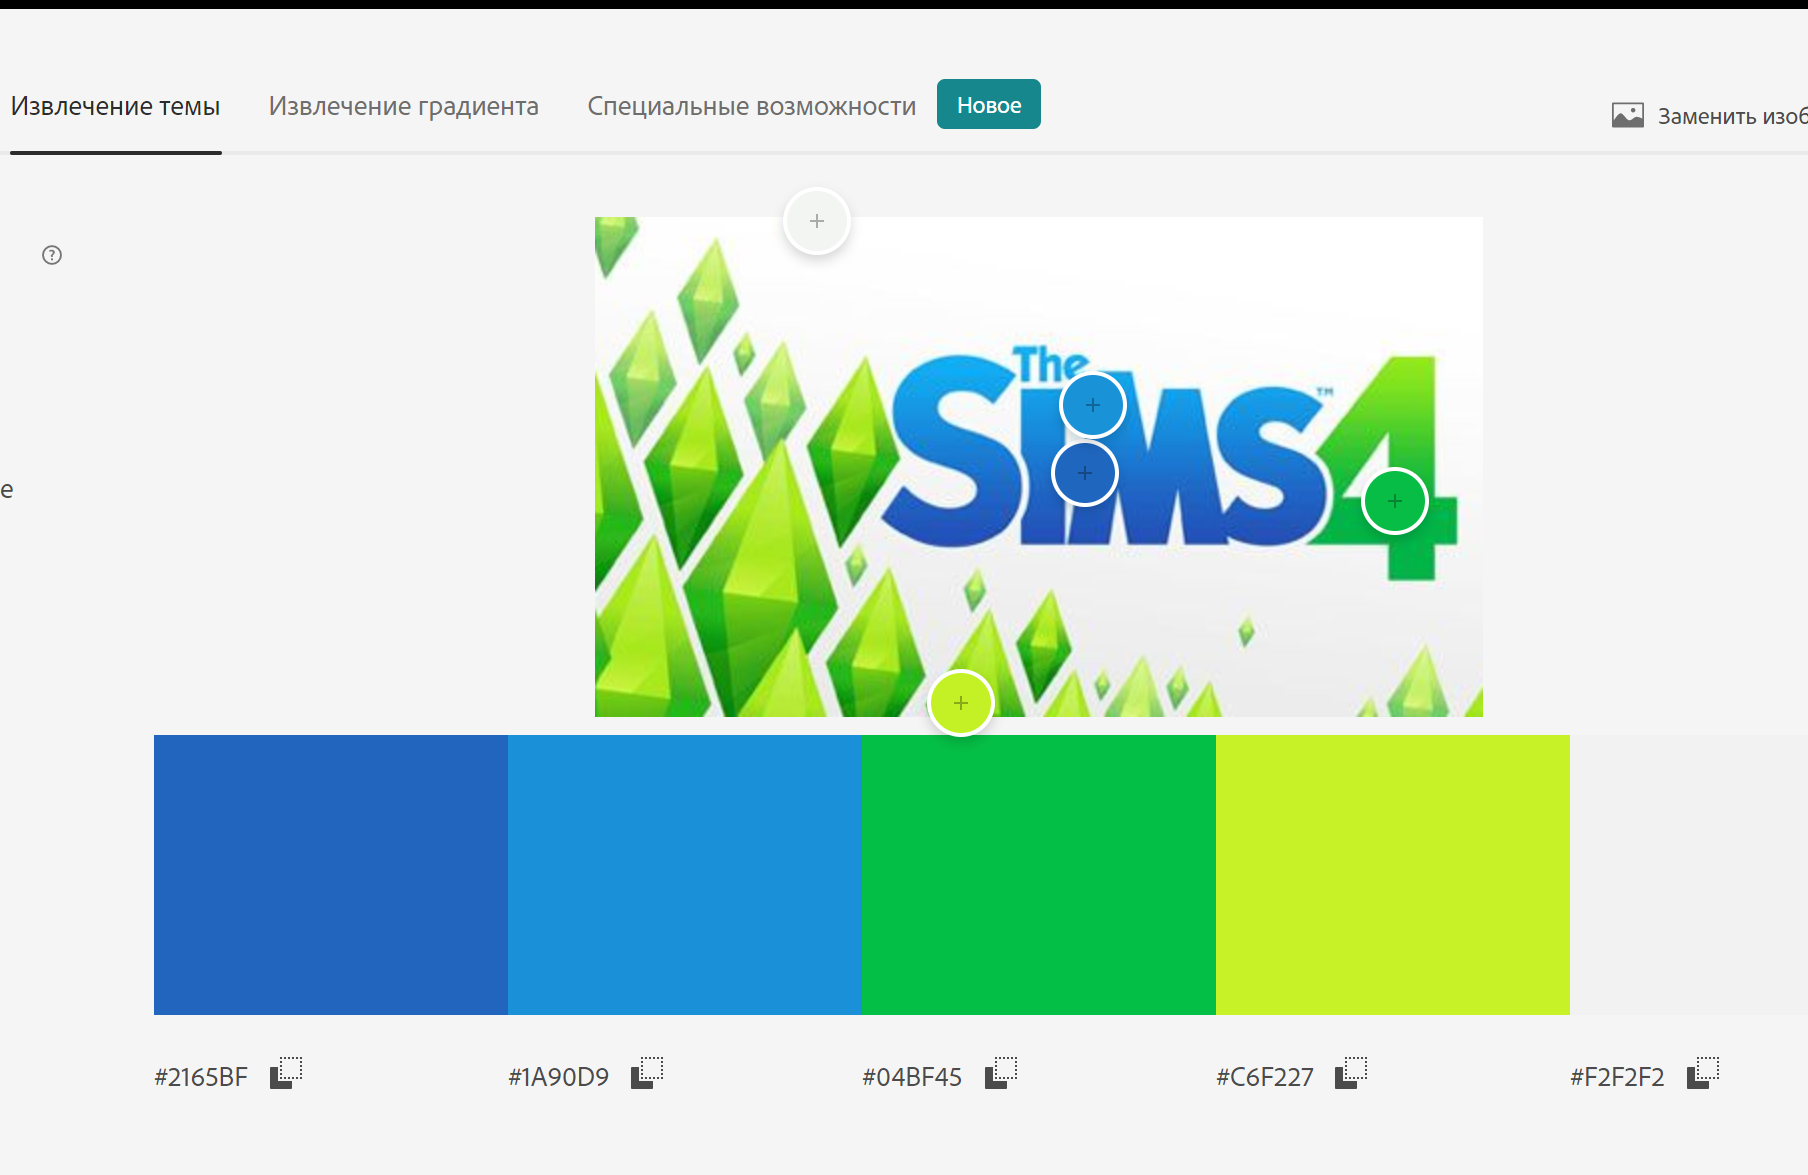 Извлечение темы Извлечение градиента Специальные возможности Новое
Заменить изоб
?
The
SIMS 4
™
е
#2165BF #1A90D9 #04BF45 #C6F227 #F2F2F2